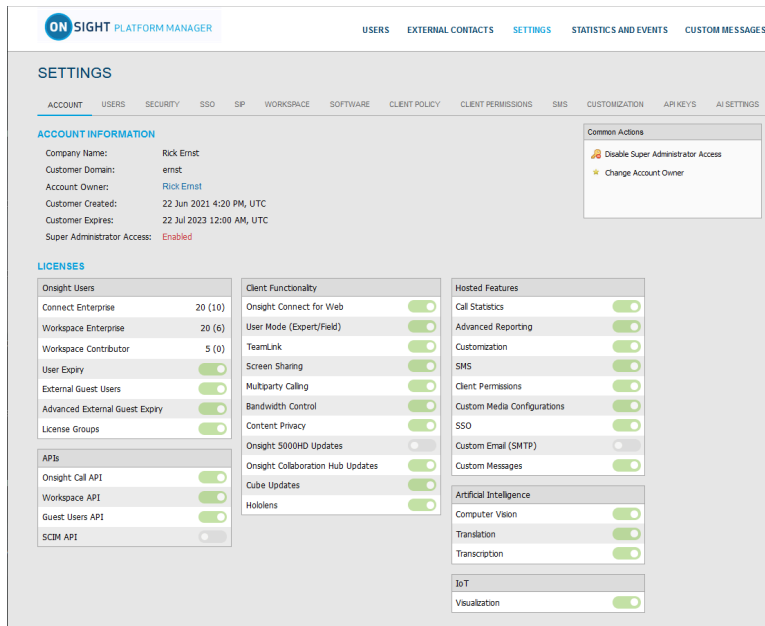 ONSIGHT PLATFORM MANAGER
USERS EXTERNAL CONTACTS SETTINGS STATISTICS AND EVENTS CUSTOM MESSAGES
SETTINGS
ACCOUNT USERS SECURITY SSO SIP WORKSPACE SOFTWARE CLIENT POLICY CLIENT PERMISSIONS SMS CUSTOMIZATION API KEYS AI SETTINGS
ACCOUNT INFORMATION
Company Name: Rick Ernst
Customer Domain: ernst
Account Owner: Rick Ernst
Customer Created: 22 Jun 2021 4:20 PM, UTC
Customer Expires: 22 Jul 2023 12:00 AM, UTC
Super Administrator Access: Enabled
Common Actions
Disable Super Administrator Access
Change Account Owner
LICENSES
Onsight Users
Connect Enterprise 20 (10)
Workspace Enterprise 20 (6)
Workspace Contributor 5 (0)
User Expiry
External Guest Users
Advanced External Guest Expiry
License Groups
APIs
Onsight Call API
Workspace API
Guest Users API
SCIM API
Client Functionality
Onsight Connect for Web
User Mode (Expert/Field)
TeamLink
Screen Sharing
Multiparty Calling
Bandwidth Control
Content Privacy
Onsight 5000HD Updates
Onsight Collaboration Hub Updates
Cube Updates
Hololens
Hosted Features
Call Statistics
Advanced Reporting
Customization
SMS
Client Permissions
Custom Media Configurations
SSO
Custom Email (SMTP)
Custom Messages
Artificial Intelligence
Computer Vision
Translation
Transcription
IoT
Visualization